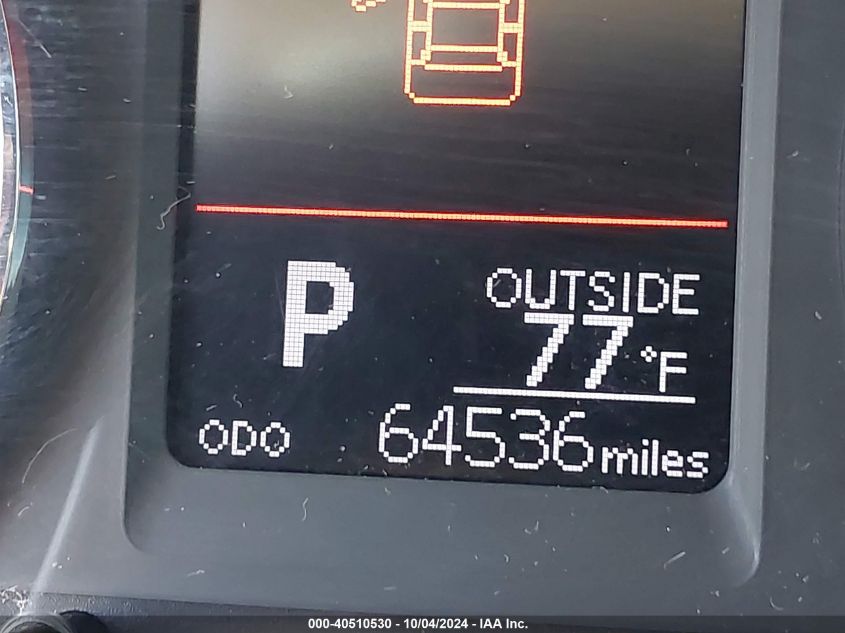 P
OUTSIDE
77°F
ODO 64536 miles
000-40510530 - 10/04/2024 - IAA Inc.